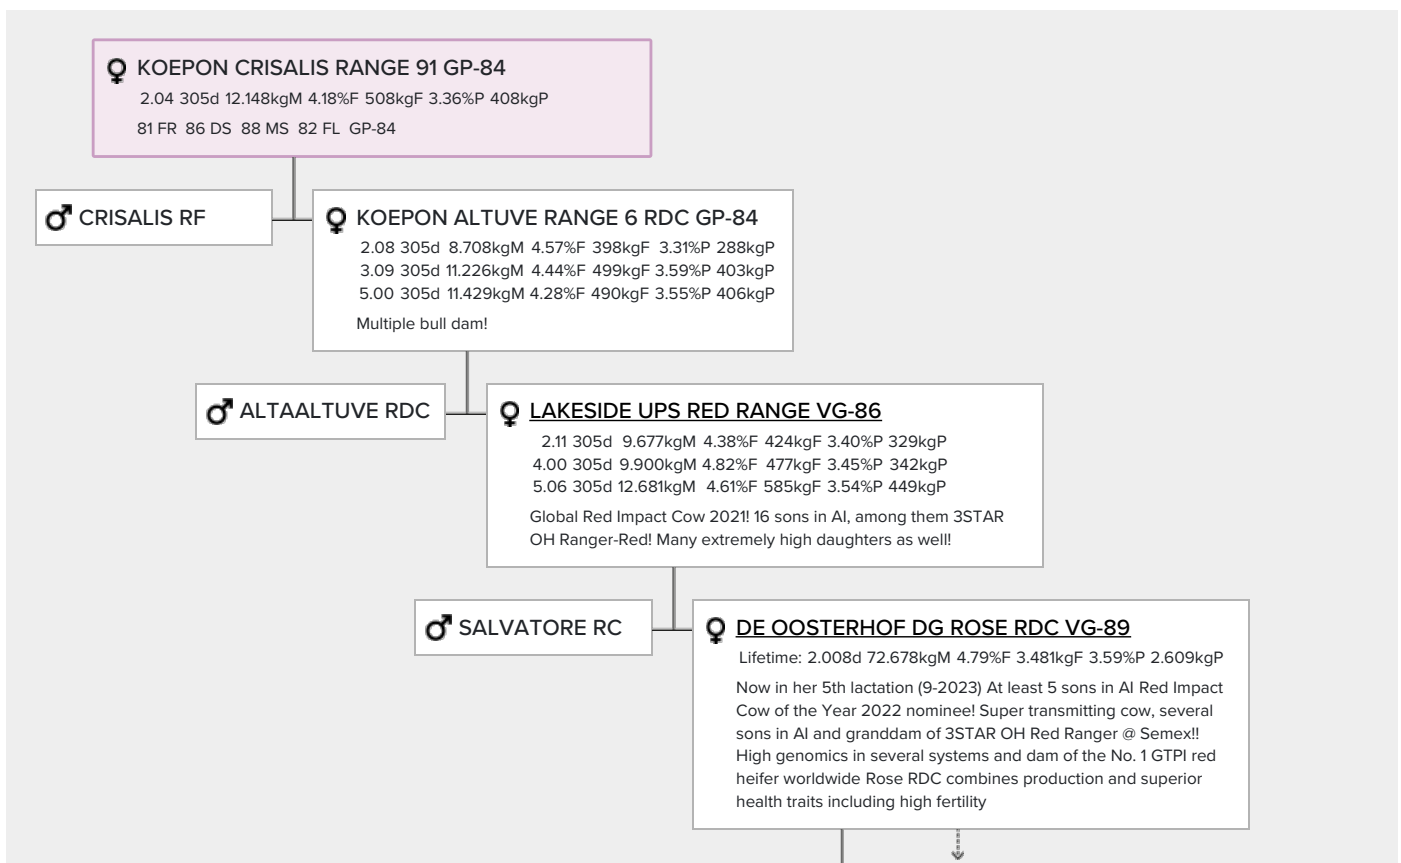 KOEPON CRISALIS RANGE 91 GP-84
2.04 305d 12.148kgM 4.18%F 508kgF 3.36%P 408kgP
81 FR 86 DS 88 MS 82 FL GP-84
CRISALIS RF
KOEPON ALTUVE RANGE 6 RDC GP-84
2.08 305d 8.708kgM 4.57%F 398kgF 3.31%P 288kgP
3.09 305d 11.226kgM 4.44%F 499kgF 3.59%P 403kgP
5.00 305d 11.429kgM 4.28%F 490kgF 3.55%P 406kgP
Multiple bull dam!
ALTAALTUVE RDC
LAKESIDE UPS RED RANGE VG-86
2.11 305d 9.677kgM 4.38%F 424kgF 3.40%P 329kgP
4.00 305d 9.900kgM 4.82%F 477kgF 3.45%P 342kgP
5.06 305d 12.681kgM 4.61%F 585kgF 3.54%P 449kgP
Global Red Impact Cow 2021! 16 sons in AI, among them 3STAR
OH Ranger-Red! Many extremely high daughters as well!
SALVATORE RC
DE OOSTERHOF DG ROSE RDC VG-89
Lifetime: 2.008d 72.678kgM 4.79%F 3.481kgF 3.59%P 2.609kgP
Now in her 5th lactation (9-2023) At least 5 sons in AI Red Impact
Cow of the Year 2022 nominee! Super transmitting cow, several
sons in AI and granddam of 3STAR OH Red Ranger @ Semex!!
High genomics in several systems and dam of the No. 1 GTPI red
heifer worldwide Rose RDC combines production and superior
health traits including high fertility